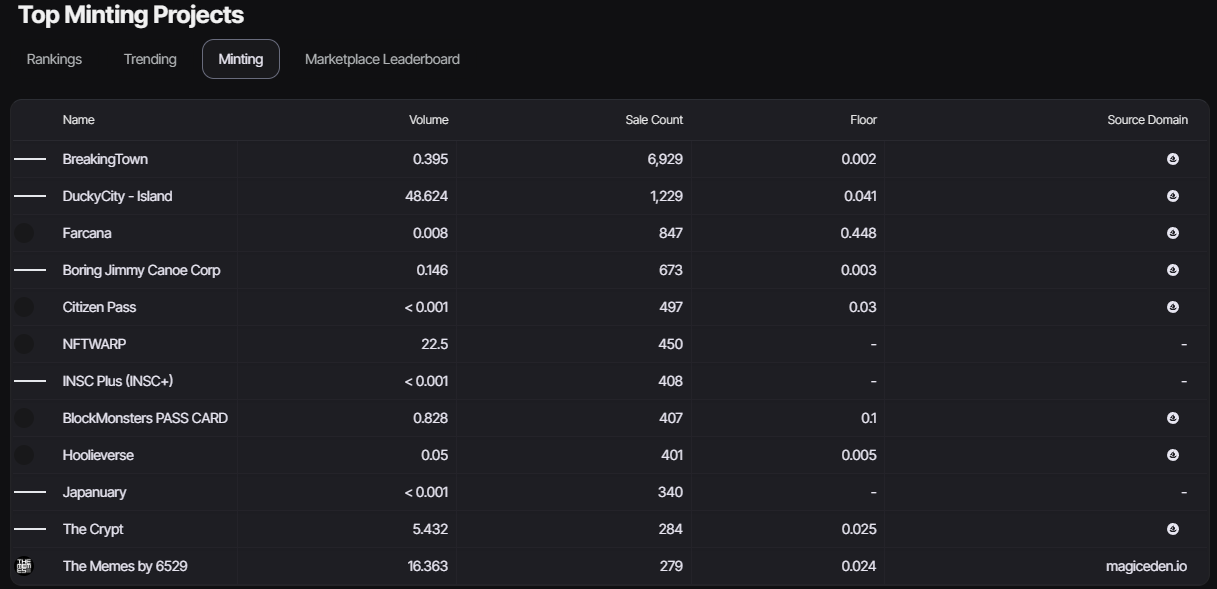 Top Minting Projects
Rankings Trending Minting Marketplace Leaderboard
Name Volume Sale Count Floor Source Domain
BreakingTown 0.395 6,929 0.002
DuckyCity - Island 48.624 1,229 0.041
Farcana 0.008 847 0.448
Boring Jimmy Canoe Corp 0.146 673 0.003
Citizen Pass < 0.001 497 0.03
NFTWARP 22.5 450 - -
INSC Plus (INSC+) < 0.001 408 - -
BlockMonsters PASS CARD 0.828 407 0.1
Hoolieverse 0.05 401 0.005
Japanuary < 0.001 340 - -
The Crypt 5.432 284 0.025
The Memes by 6529 16.363 279 0.024 magiceden.io